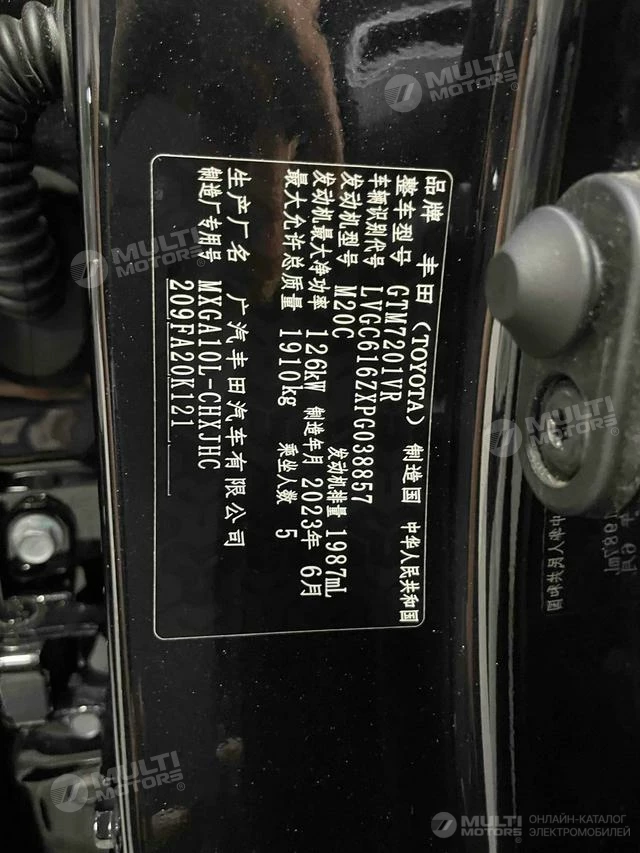 品牌 丰田(TOYOTA) 制造国 中华人民共和国
整车型号 GTM7201VR
车辆识别代号 LVGC616ZXPG038857
发动机型号 M20C 发动机排量 1987mL
发动机最大净功率 126kW 制造年月 2023年 6月
最大允许总质量 1910kg 乘坐人数 5
生产厂名 广汽丰田汽车有限公司
制造厂专用号 MXGA10L-CHXJHC
209FA20K121
MULTI
MOTORS®
MULTI
MOTORS®
MULTI
MOTORS®
MULTI
MOTORS®
MULTI
MOTORS®
ОНЛАЙН-КАТАЛОГ
ЭЛЕКТРОМОБИЛЕЙ